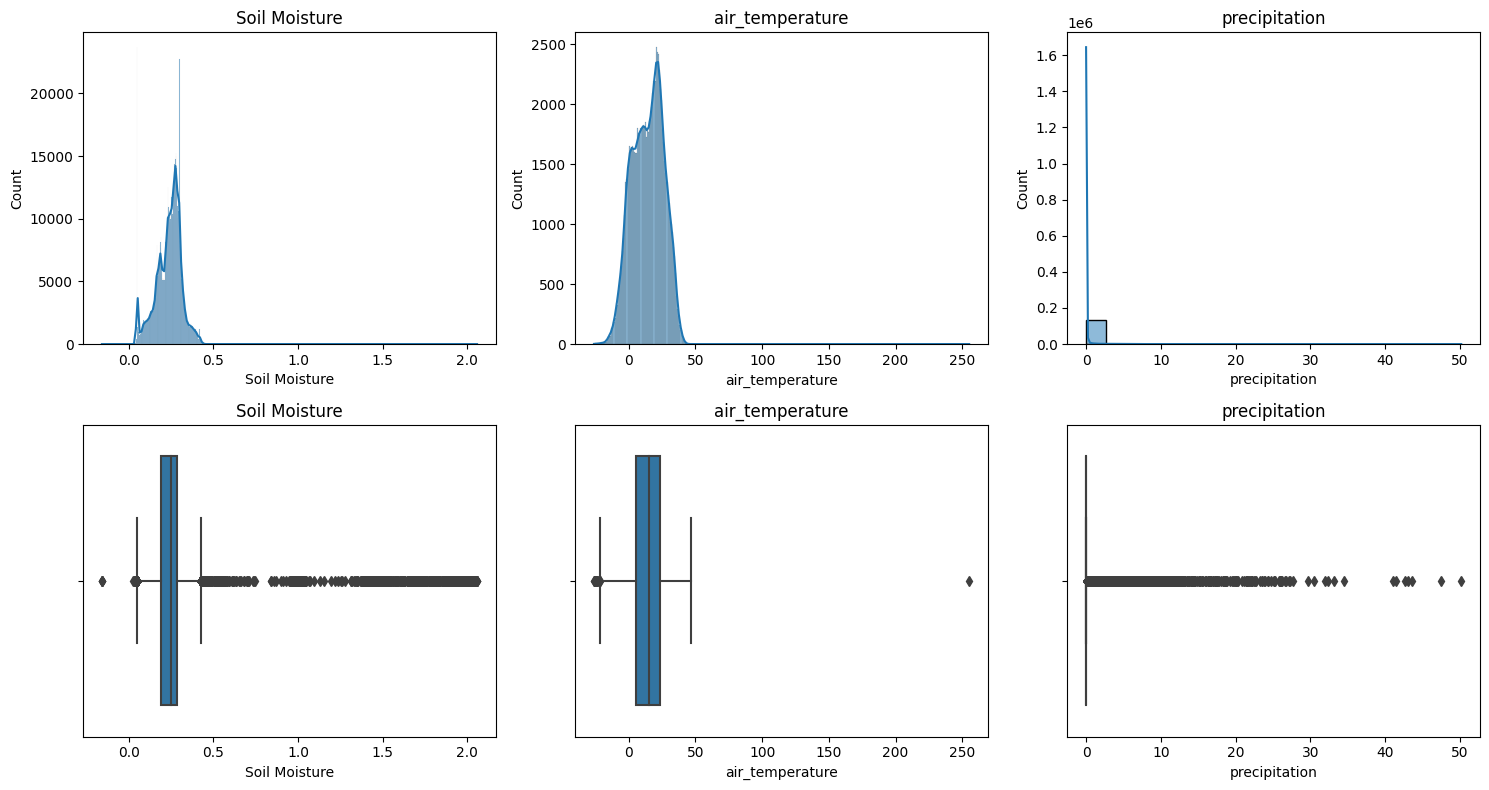 Soil Moisture
air_temperature
precipitation
1e6
Count
20000
15000
10000
5000
0
0.0 0.5 1.0 1.5 2.0
Soil Moisture
Count
2500
2000
1500
1000
500
0
0 50 100 150 200 250
air_temperature
Count
1.6
1.4
1.2
1.0
0.8
0.6
0.4
0.2
0.0
0 10 20 30 40 50
precipitation
Soil Moisture
air_temperature
precipitation
0.0 0.5 1.0 1.5 2.0
Soil Moisture
0 50 100 150 200 250
air_temperature
0 10 20 30 40 50
precipitation